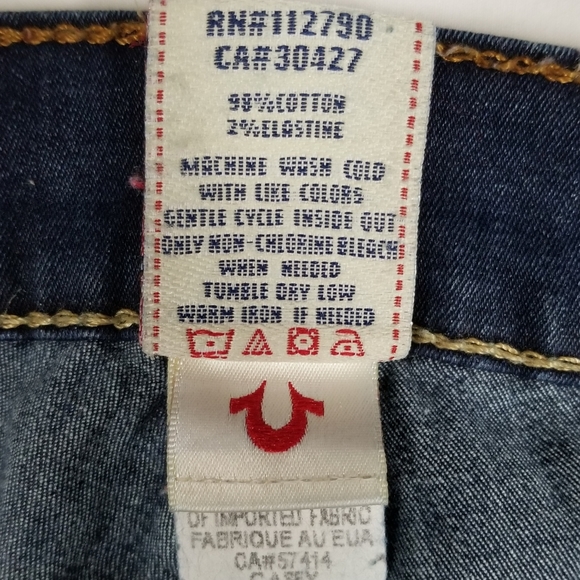 RN#112790
CA#30427
98%COTTON
2%ELASTINE
MACHINE WASH COLD
WITH LIKE COLORS
GENTLE CYCLE INSIDE OUT
ONLY NON-CHLORINE BLEACH
WHEN NEEDED
TUMBLE DRY LOW
WARM IRON IF NEEDED
OF IMPORTED FABRIC
FABRIQUE AU EUA
CA#57414